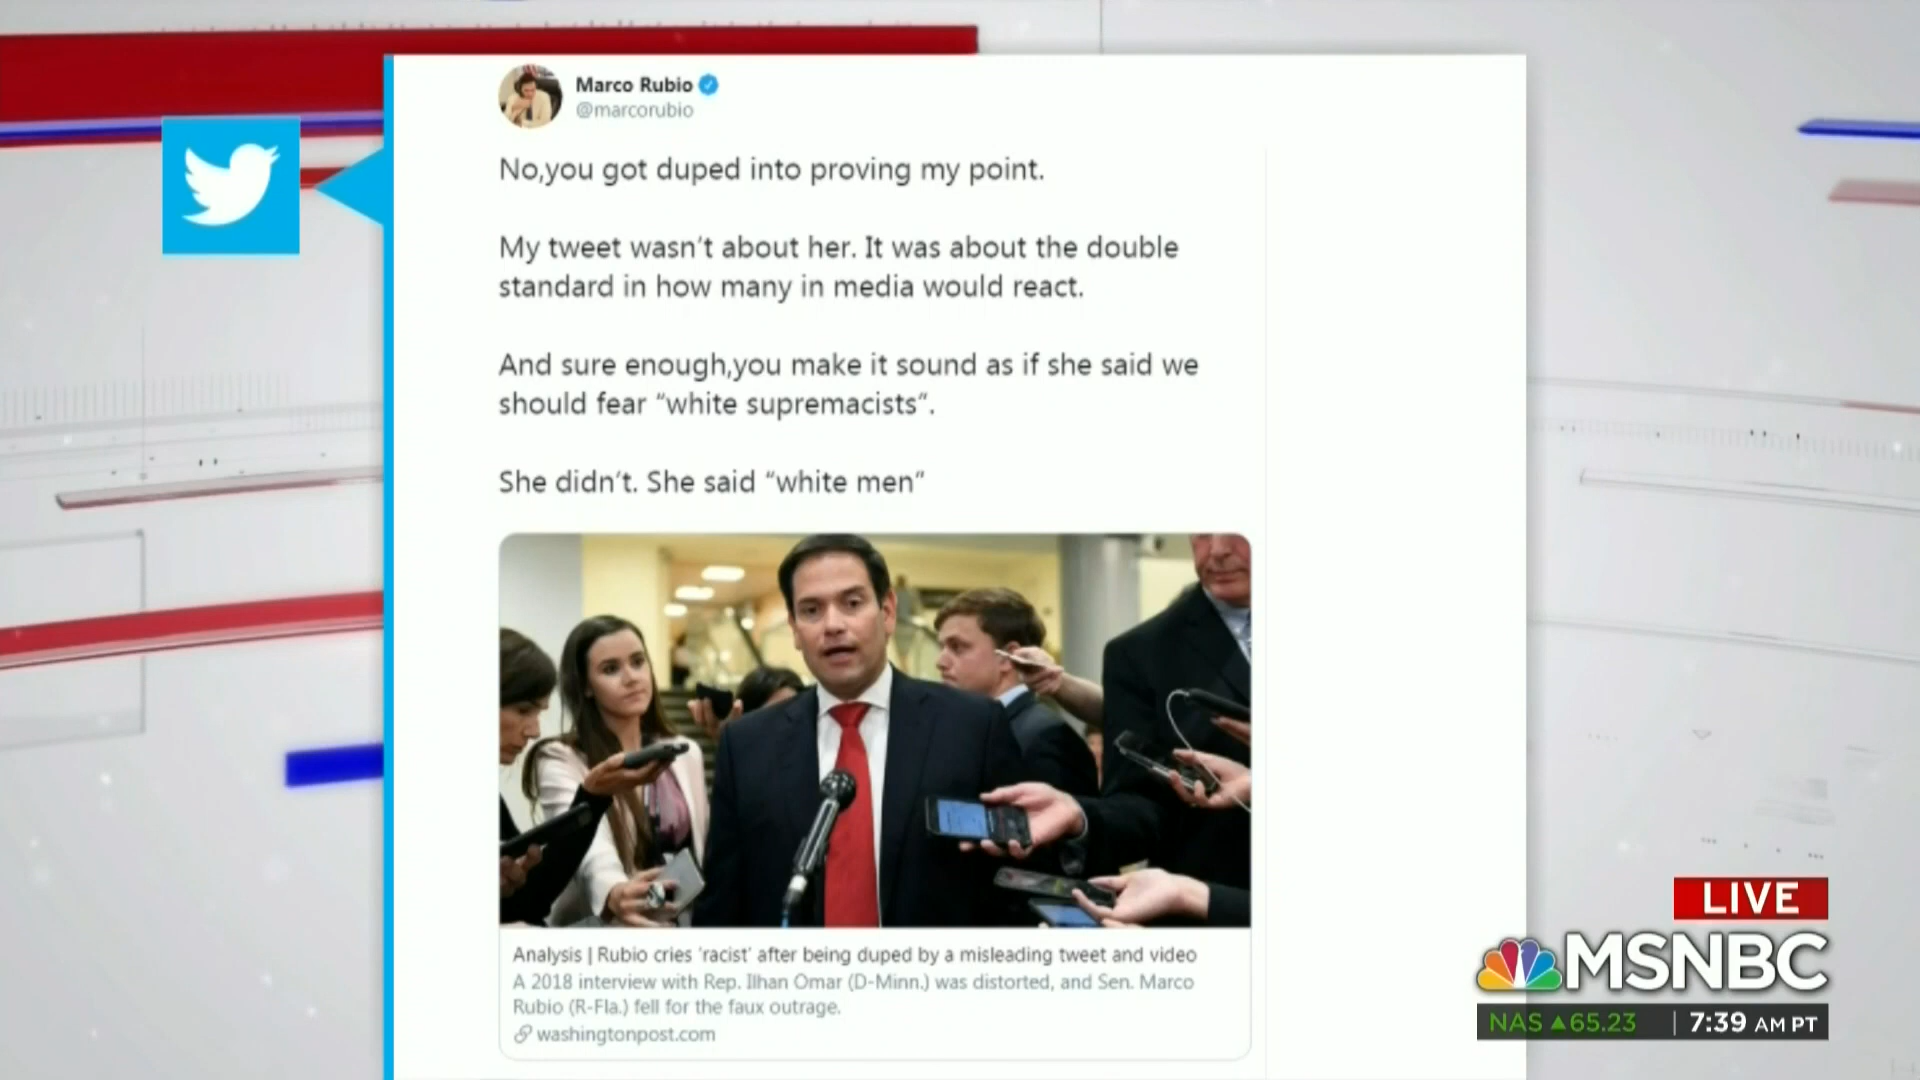 Marco Rubio
@marcorubio
No,you got duped into proving my point.
My tweet wasn’t about her. It was about the double
standard in how many in media would react.
And sure enough,you make it sound as if she said we
should fear “white supremacists”.
She didn’t. She said “white men”
Analysis | Rubio cries ‘racist’ after being duped by a misleading tweet and video
A 2018 interview with Rep. Ilhan Omar (D-Minn.) was distorted, and Sen. Marco
Rubio (R-Fla.) fell for the faux outrage.
washingtonpost.com
LIVE
MSNBC
NAS ▲65.23 | 7:39 AM PT